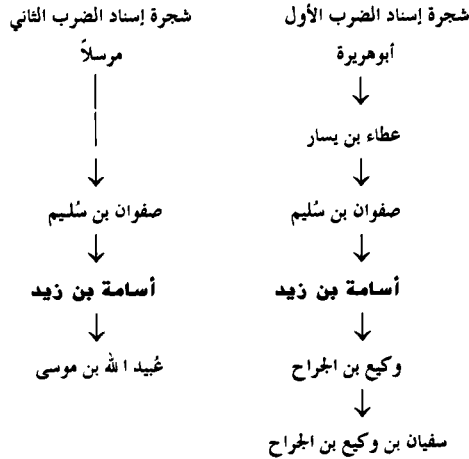 شجرة إسناد الضرب الأول
أبوهريرة
عطاء بن يسار
صفوان بن سُليم
أسامة بن زيد
وكيع بن الجراح
سفيان بن وكيع بن الجراح
شجرة إسناد الضرب الثاني
مرسلاً
صفوان بن سُليم
أسامة بن زيد
عُبيد الله بن موسى